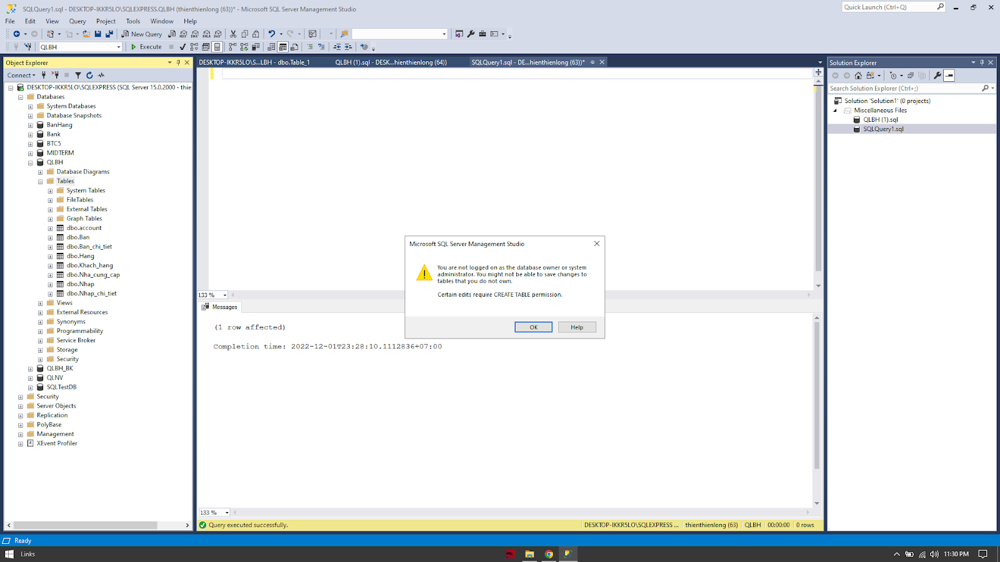 SQLQuery1.sql - DESKTOP-IKKR5LO\SQLEXPRESS.QLBH (thienthienlong (63))* - Microsoft SQL Server Management Studio
Quick Launch (Ctrl+Q)
File Edit View Query Project Tools Window Help
New Query
QLBH
Execute
Object Explorer
Connect
DESKTOP-IKKR5LO\SQLEXPRESS (SQL Server 15.0.2000 - thie
Databases
System Databases
Database Snapshots
BanHang
Bank
BTC5
MIDTERM
QLBH
Database Diagrams
Tables
System Tables
FileTables
External Tables
Graph Tables
dbo.account
dbo.Ban
dbo.Ban_chi_tiet
dbo.Hang
dbo.Khach_hang
dbo.Nha_cung_cap
dbo.Nhap
dbo.Nhap_chi_tiet
Views
External Resources
Synonyms
Programmability
Service Broker
Storage
Security
QLBH_BK
QLNV
SQLTestDB
Security
Server Objects
Replication
PolyBase
Management
XEvent Profiler
DESKTOP-IKKR5LO\S...LBH - dbo.Table_1
QLBH (1).sql - DESK...hienthienlong (64))
SQLQuery1.sql - DE...hienthienlong (63))*
133 %
Microsoft SQL Server Management Studio
You are not logged on as the database owner or system
administrator. You might not be able to save changes to
tables that you do not own.
Certain edits require CREATE TABLE permission.
OK
Help
Messages
(1 row affected)
Completion time: 2022-12-01T23:28:10.1112836+07:00
133 %
Query executed successfully.
DESKTOP-IKKR5LO\SQLEXPRESS ...
thienthienlong (63)
QLBH
00:00:00
0 rows
Solution Explorer
Search Solution Explorer (Ctrl+;)
Solution 'Solution1' (0 projects)
Miscellaneous Files
QLBH (1).sql
SQLQuery1.sql
Ready
Links
11:30 PM